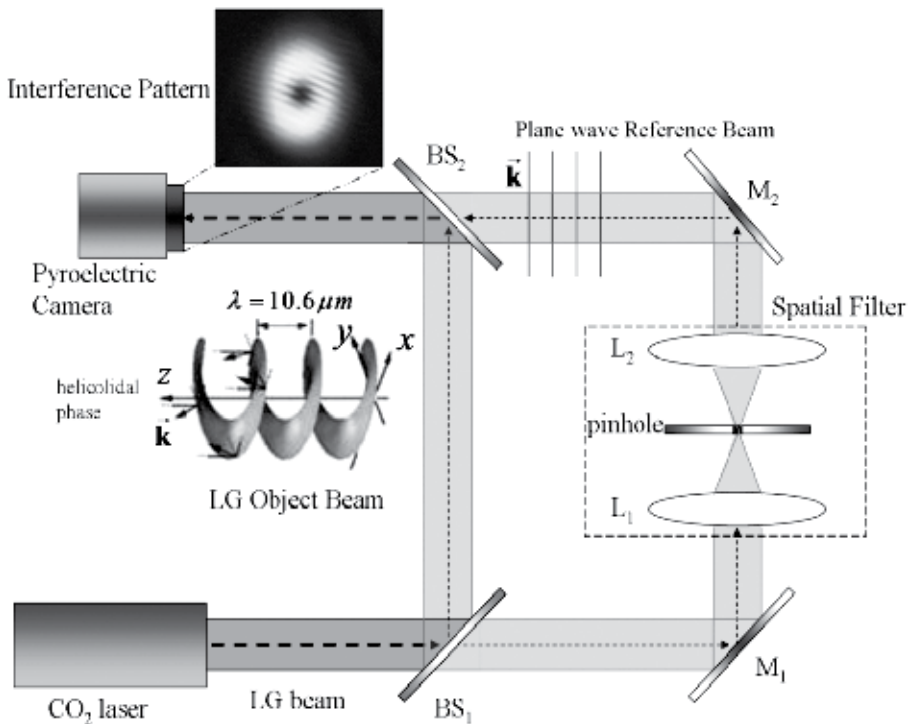 Interference Pattern
Plane wave Reference Beam
BS2
k
M2
Pyroelectric
Camera
Spatial Filter
λ = 10.6 μm
L2
y
x
helicolidal
phase
z
k
pinhole
LG Object Beam
L1
CO2 laser
LG beam
BS1
M1